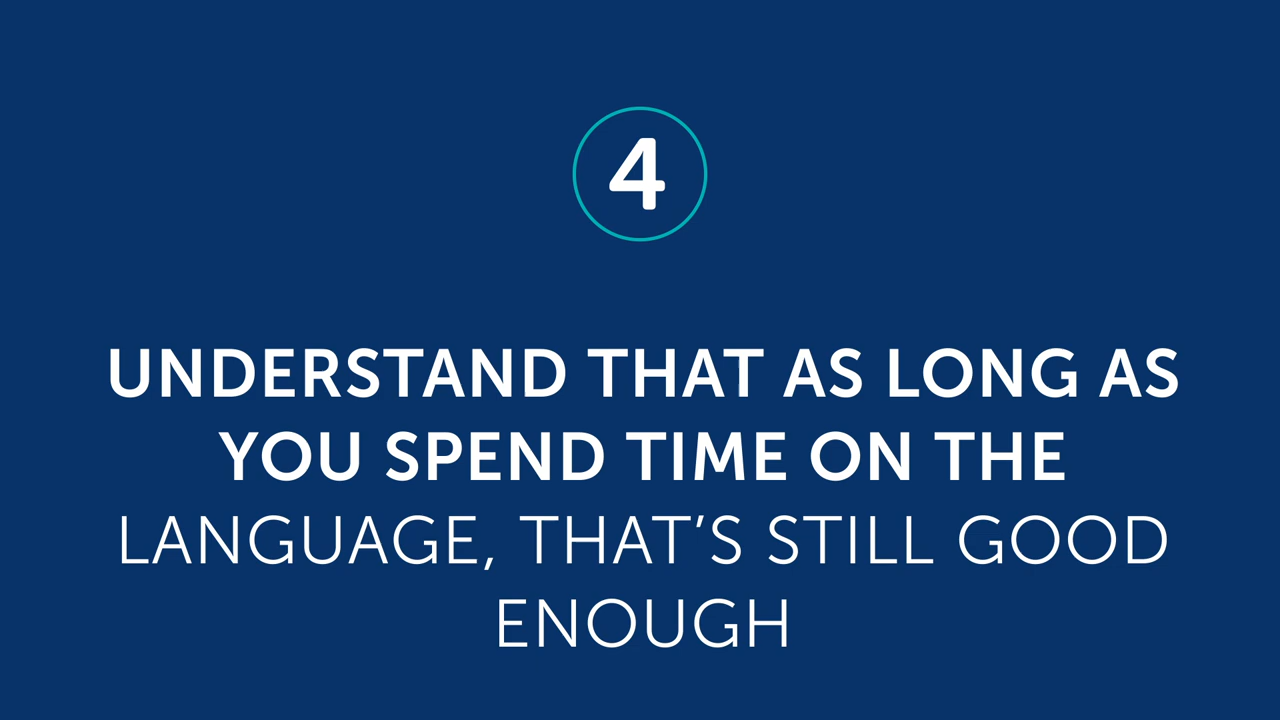 4
UNDERSTAND THAT AS LONG AS
YOU SPEND TIME ON THE
LANGUAGE, THAT’S STILL GOOD
ENOUGH